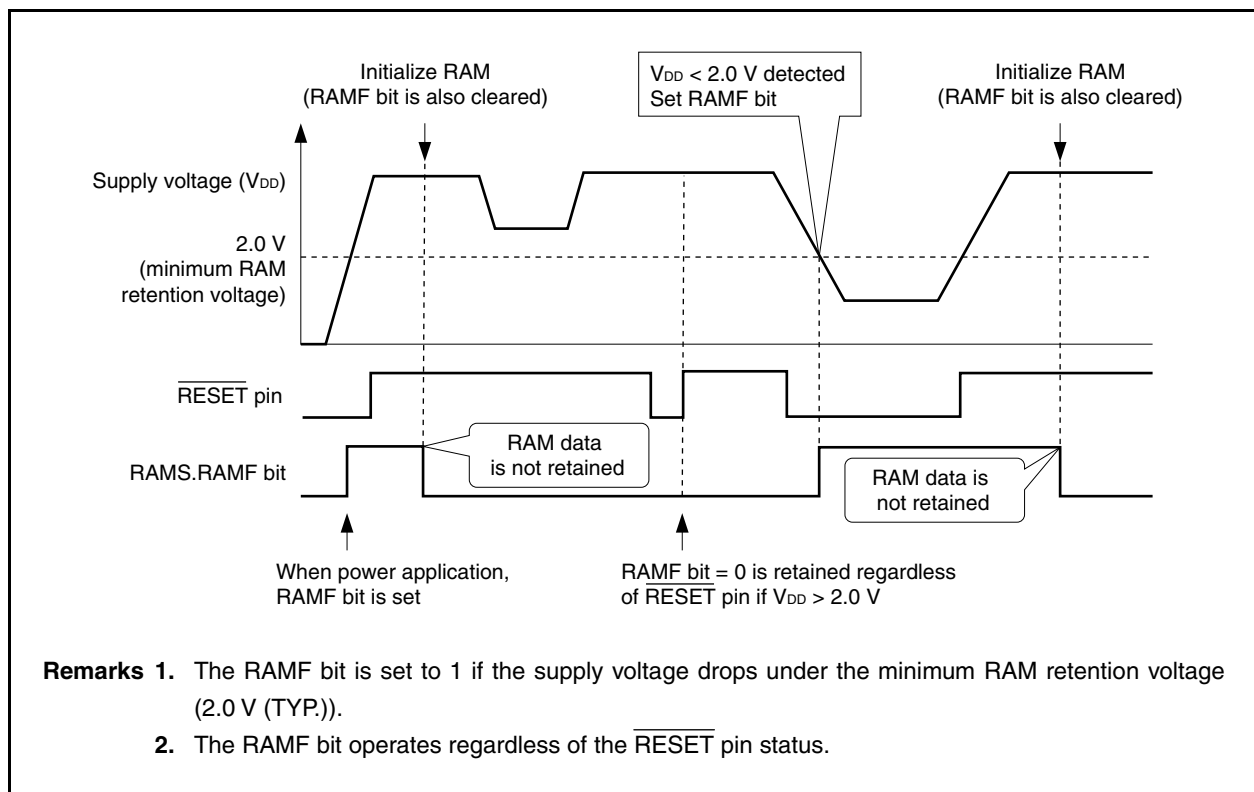 Initialize RAM
(RAMF bit is also cleared)
VDD < 2.0 V detected
Set RAMF bit
Initialize RAM
(RAMF bit is also cleared)
Supply voltage (VDD)
2.0 V
(minimum RAM
retention voltage)
RESET pin
RAMS.RAMF bit
RAM data
is not retained
RAM data is
not retained
When power application,
RAMF bit is set
RAMF bit = 0 is retained regardless
of RESET pin if VDD > 2.0 V
Remarks 1. The RAMF bit is set to 1 if the supply voltage drops under the minimum RAM retention voltage
(2.0 V (TYP.)).
2. The RAMF bit operates regardless of the RESET pin status.